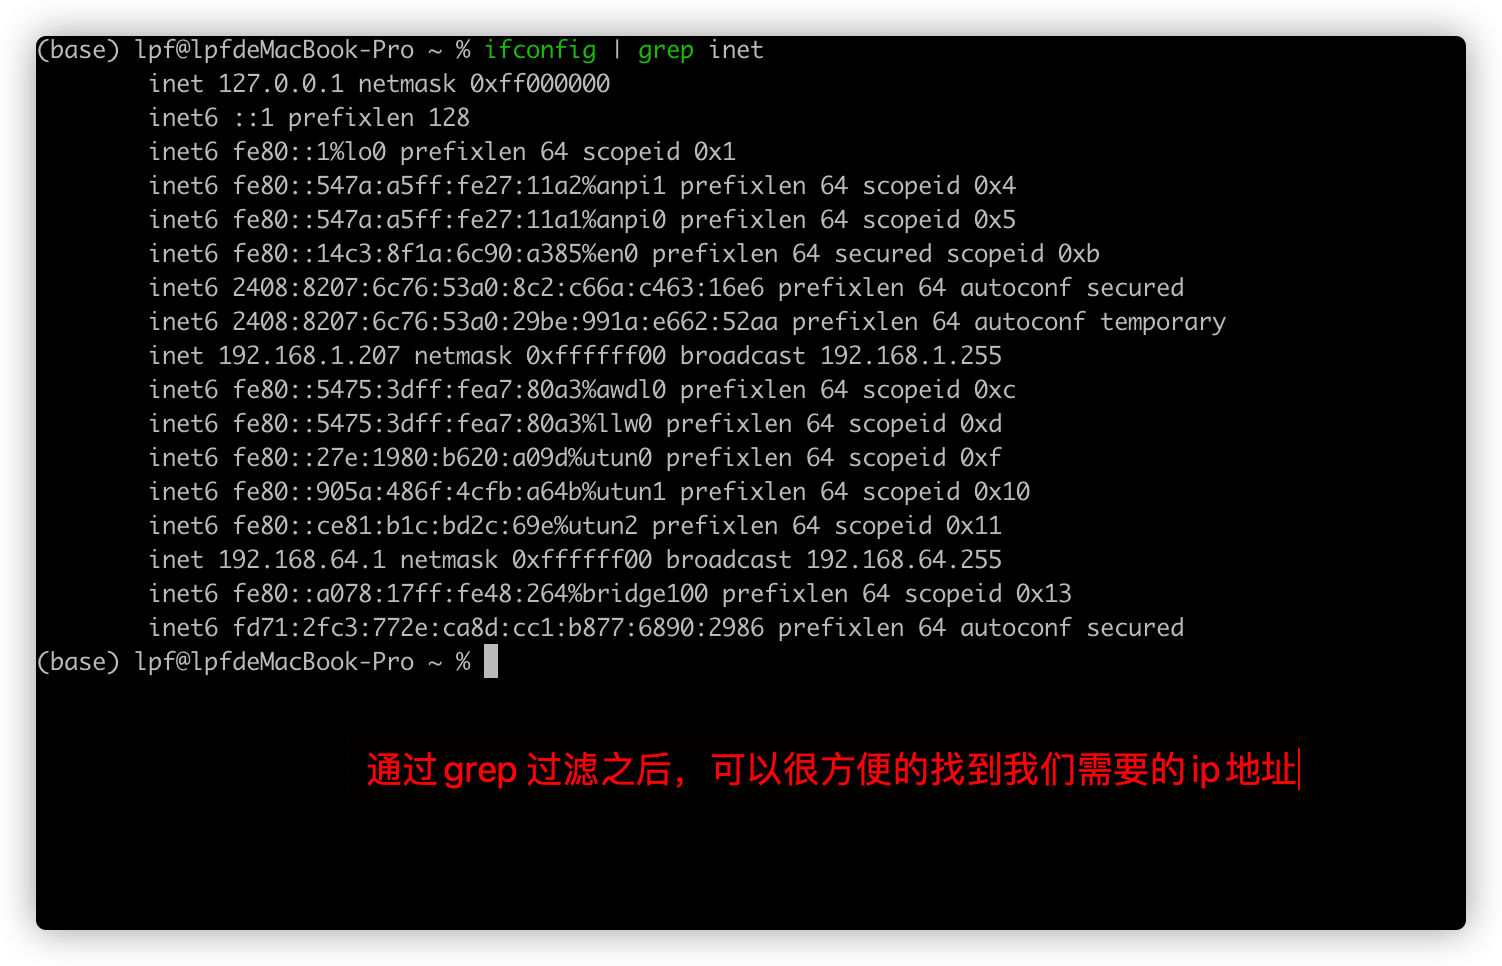 (base) lpf@lpfdeMacBook-Pro ~ % ifconfig | grep inet
inet 127.0.0.1 netmask 0xff000000
inet6 ::1 prefixlen 128
inet6 fe80::1%lo0 prefixlen 64 scopeid 0x1
inet6 fe80::547a:a5ff:fe27:11a2%anpi1 prefixlen 64 scopeid 0x4
inet6 fe80::547a:a5ff:fe27:11a1%anpi0 prefixlen 64 scopeid 0x5
inet6 fe80::14c3:8f1a:6c90:a385%en0 prefixlen 64 secured scopeid 0xb
inet6 2408:8207:6c76:53a0:8c2:c66a:c463:16e6 prefixlen 64 autoconf secured
inet6 2408:8207:6c76:53a0:29be:991a:e662:52aa prefixlen 64 autoconf temporary
inet 192.168.1.207 netmask 0xffffff00 broadcast 192.168.1.255
inet6 fe80::5475:3dff:fea7:80a3%awdl0 prefixlen 64 scopeid 0xc
inet6 fe80::5475:3dff:fea7:80a3%llw0 prefixlen 64 scopeid 0xd
inet6 fe80::27e:1980:b620:a09d%utun0 prefixlen 64 scopeid 0xf
inet6 fe80::905a:486f:4cfb:a64b%utun1 prefixlen 64 scopeid 0x10
inet6 fe80::ce81:b1c:bd2c:69e%utun2 prefixlen 64 scopeid 0x11
inet 192.168.64.1 netmask 0xffffff00 broadcast 192.168.64.255
inet6 fe80::a078:17ff:fe48:264%bridge100 prefixlen 64 scopeid 0x13
inet6 fd71:2fc3:772e:ca8d:cc1:b877:6890:2986 prefixlen 64 autoconf secured
(base) lpf@lpfdeMacBook-Pro ~ %
通过grep 过滤之后，可以很方便的找到我们需要的ip地址